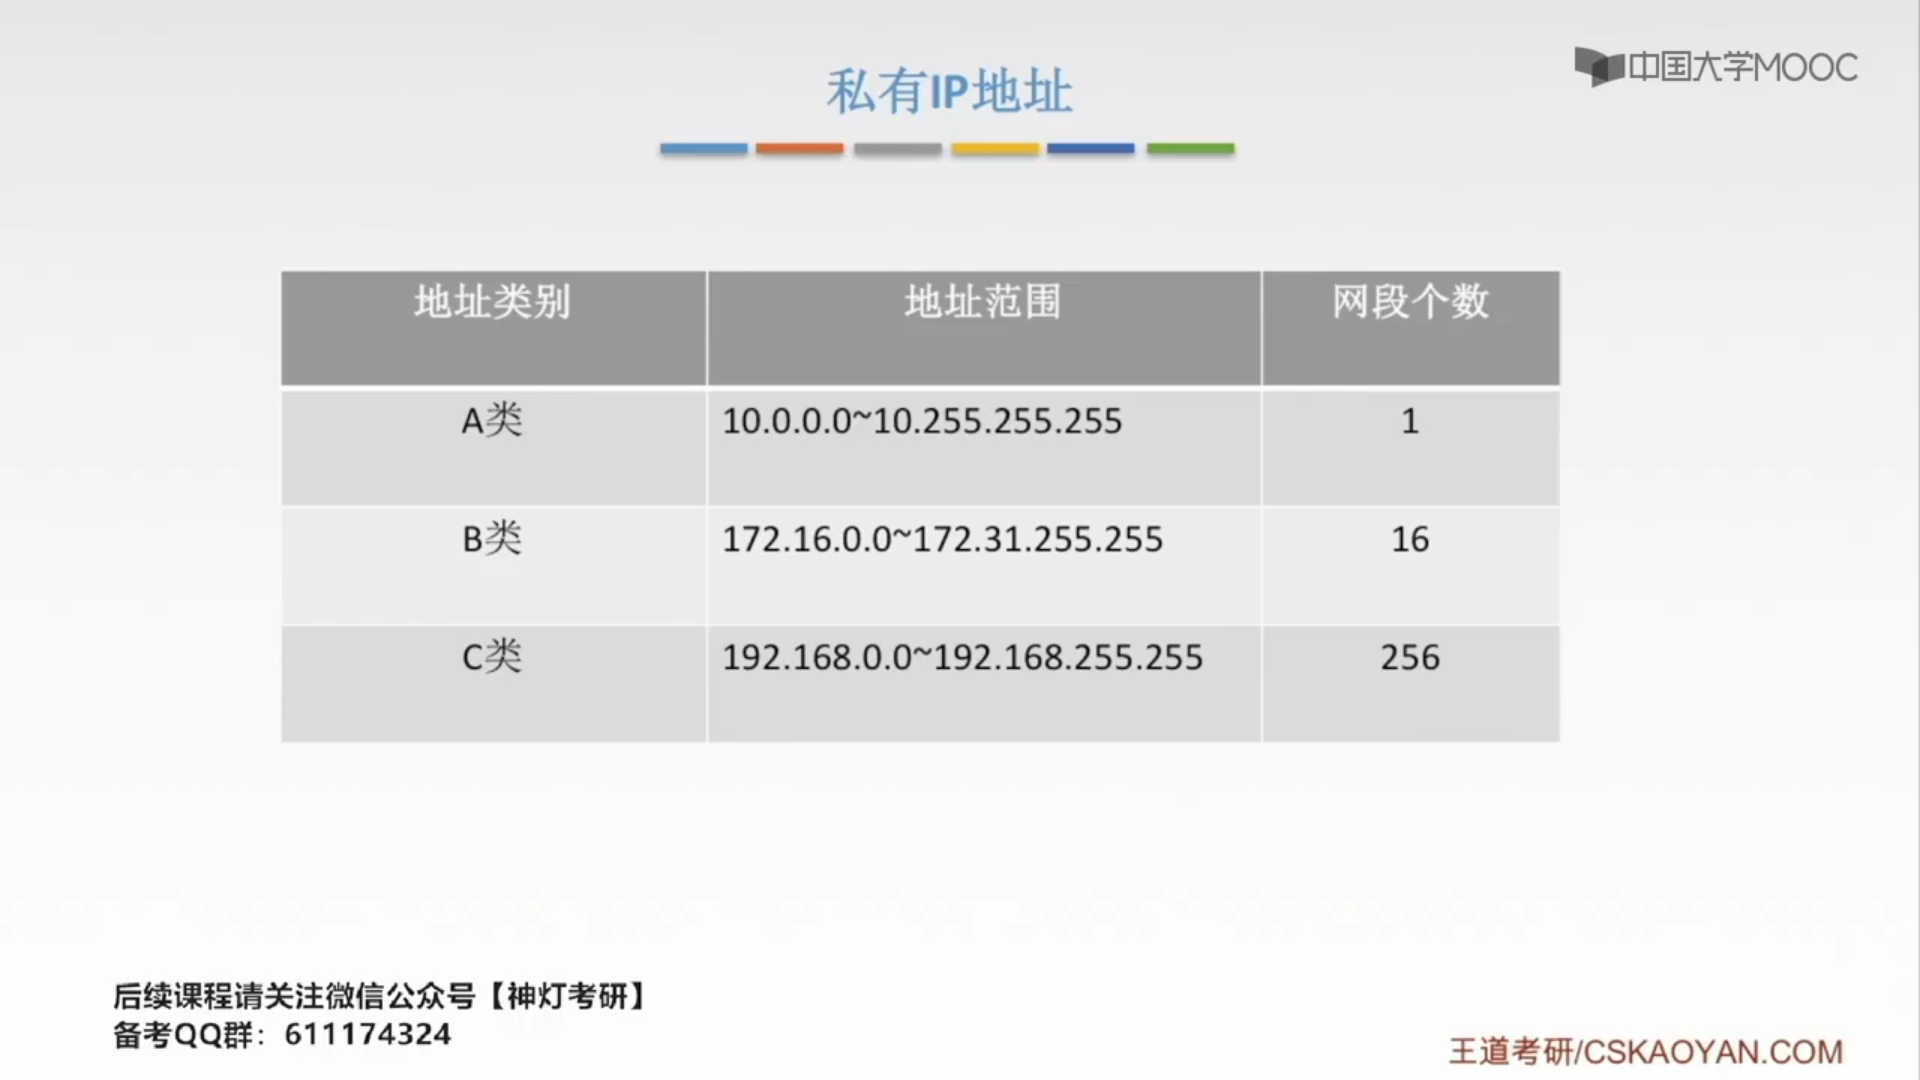 中国大学MOOC
私有IP地址
地址类别 地址范围 网段个数
A类 10.0.0.0~10.255.255.255 1
B类 172.16.0.0~172.31.255.255 16
C类 192.168.0.0~192.168.255.255 256
后续课程请关注微信公众号【神灯考研】
备考QQ群：611174324
王道考研/CSKAOYAN.COM